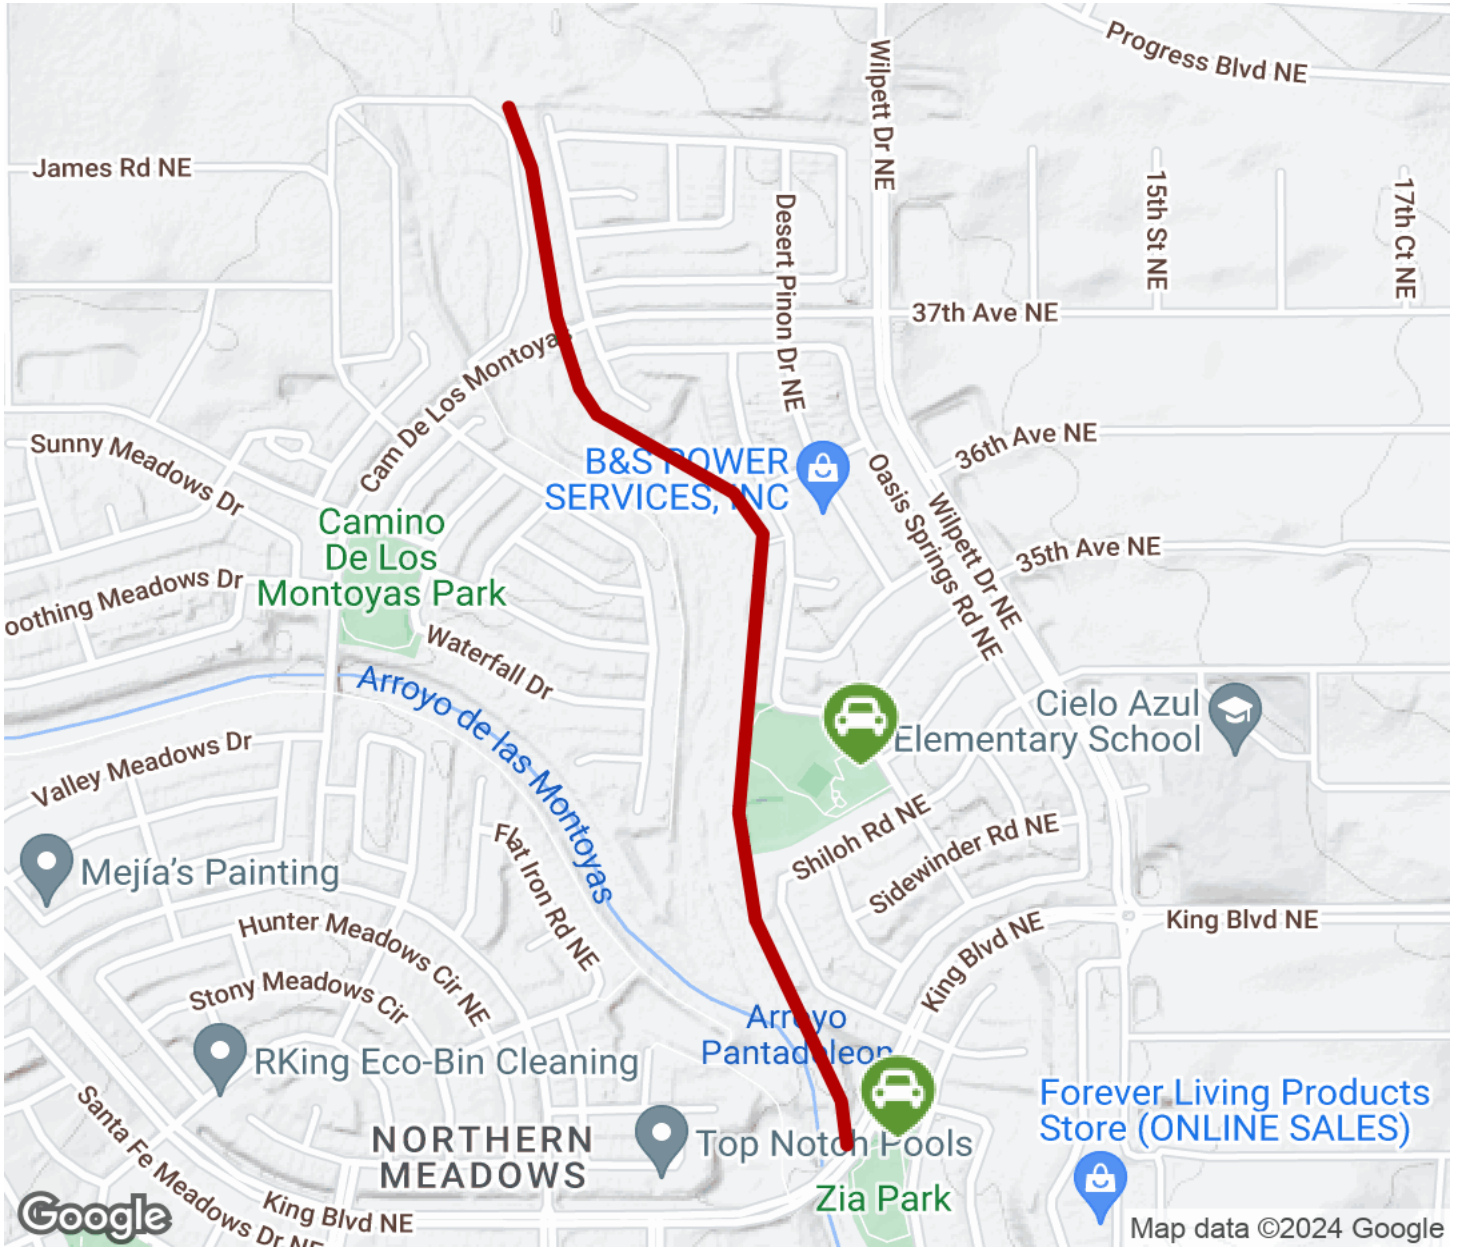 Progress Blvd NE
Wilpett Dr NE
James Rd NE
15th St NE
17th Ct NE
Desert Pinon Dr NE
37th Ave NE
Cam De Los Montoyas
Sunny Meadows Dr
36th Ave NE
B&S POWER
SERVICES, INC
Oasis Springs Rd NE
Wilpett Dr NE
35th Ave NE
Camino
De Los
Montoyas Park
oothing Meadows Dr
Waterfall Dr
Arroyo de las Montoyas
Cielo Azul
Elementary School
Valley Meadows Dr
Shiloh Rd NE
Sidewinder Rd NE
Flat Iron Rd NE
Mejía's Painting
Hunter Meadows Cir NE
King Blvd NE
King Blvd NE
Stony Meadows Cir
Arroyo
Pantadeleon
RKing Eco-Bin Cleaning
Forever Living Products
Store (ONLINE SALES)
Santa Fe Meadows Dr NE
NORTHERN
MEADOWS
Top Notch Pools
Zia Park
King Blvd NE
Google
Map data ©2024 Google